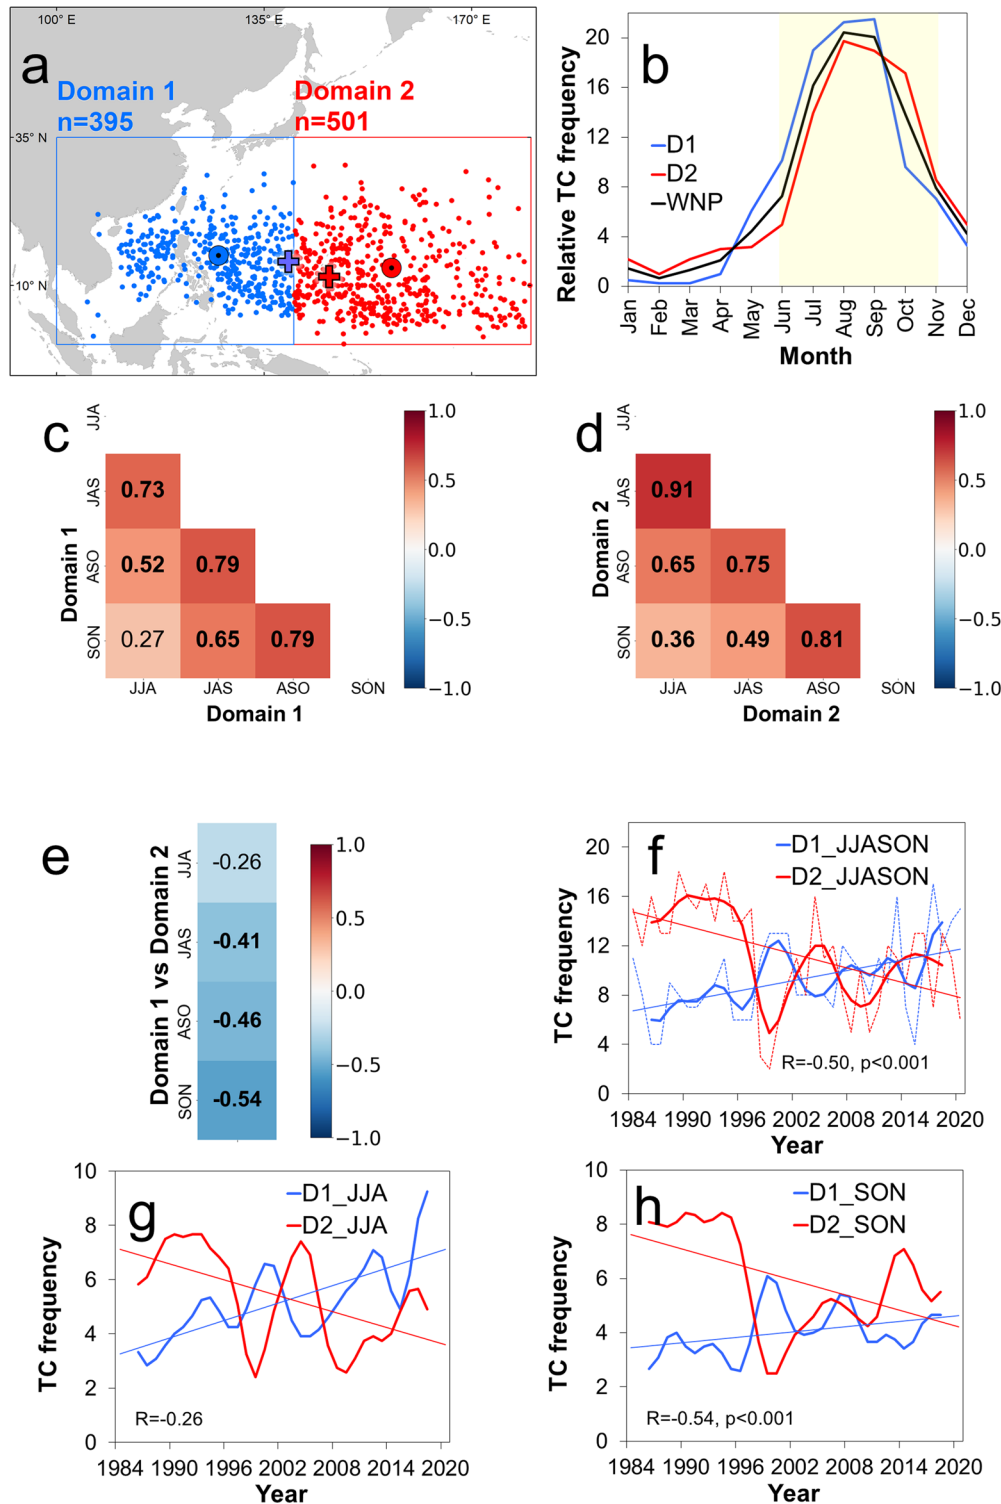 100° E 135° E 170° E
a
Domain 1
n=395
Domain 2
n=501
35° N
10° N
b
Relative TC frequency
20
16
12
8
4
0
D1
D2
WNP
Jan Feb Mar Apr May Jun Jul Aug Sep Oct Nov Dec
Month
c
Domain 1
JJA
JAS
ASO
SON
0.73
0.52 0.79
0.27 0.65 0.79
JJA JAS ASO SON
Domain 1
1.0
0.5
0.0
−0.5
−1.0
d
Domain 2
JJA
JAS
ASO
SON
0.91
0.65 0.75
0.36 0.49 0.81
JJA JAS ASO SON
Domain 2
1.0
0.5
0.0
−0.5
−1.0
e
Domain 1 vs Domain 2
JJA
JAS
ASO
SON
-0.26
-0.41
-0.46
-0.54
1.0
0.5
0.0
−0.5
−1.0
f
D1_JJASON
D2_JJASON
TC frequency
20
16
12
8
4
0
R=-0.50, p<0.001
1984 1990 1996 2002 2008 2014 2020
Year
g
D1_JJA
D2_JJA
TC frequency
10
8
6
4
2
0
R=-0.26
1984 1990 1996 2002 2008 2014 2020
Year
h
D1_SON
D2_SON
TC frequency
10
8
6
4
2
0
R=-0.54, p<0.001
1984 1990 1996 2002 2008 2014 2020
Year